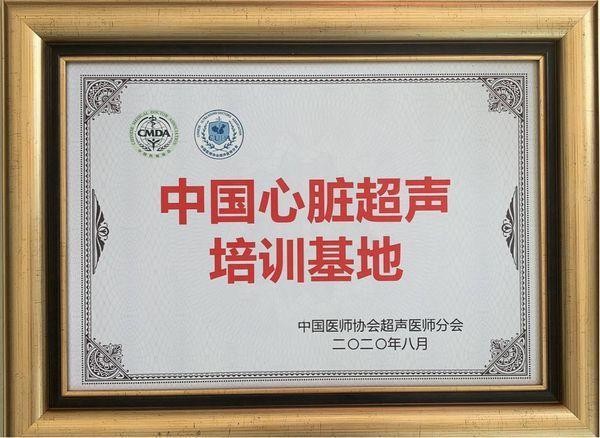 CMDA
中国心脏超声
培训基地
中国医师协会超声医师分会
二〇二〇年八月